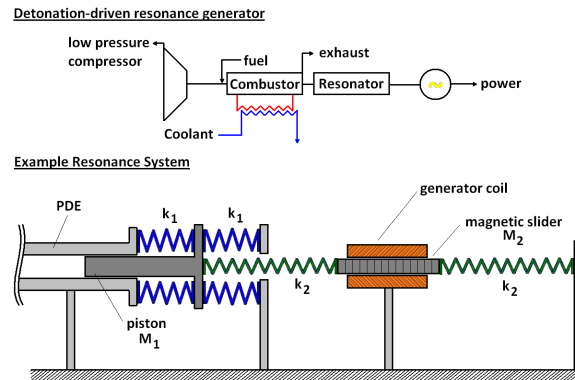 Detonation-driven resonance generator
low pressure
compressor
fuel
exhaust
Combustor
Resonator
power
Coolant
Example Resonance System
generator coil
PDE
k1
k1
magnetic slider
M2
k2
k2
piston
M1